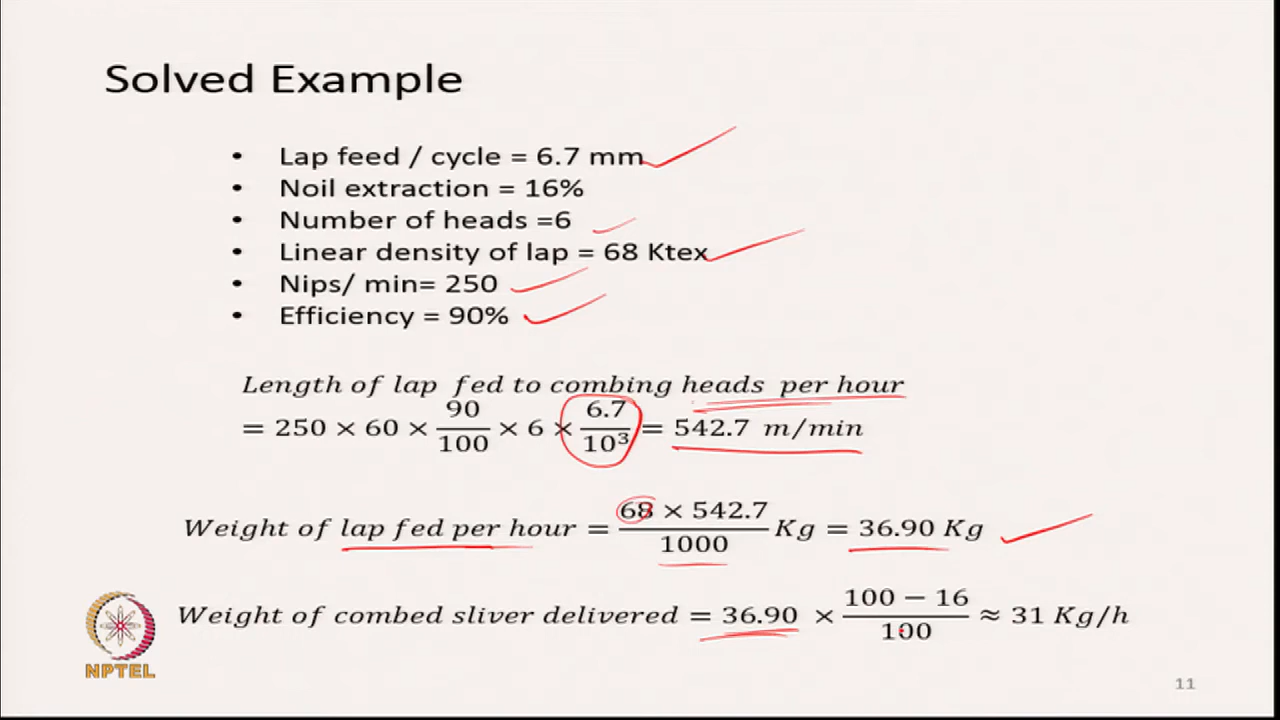 Solved Example
• Lap feed / cycle = 6.7 mm
• Noil extraction = 16%
• Number of heads =6
• Linear density of lap = 68 Ktex
• Nips/ min= 250
• Efficiency = 90%
Length of lap fed to combing heads per hour
= 250 × 60 × 90/100 × 6 × 6.7/10³ = 542.7 m/min
Weight of lap fed per hour = 68 × 542.7/1000 Kg = 36.90 Kg
Weight of combed sliver delivered = 36.90 × 100 − 16/100 ≈ 31 Kg/h
NPTEL
11